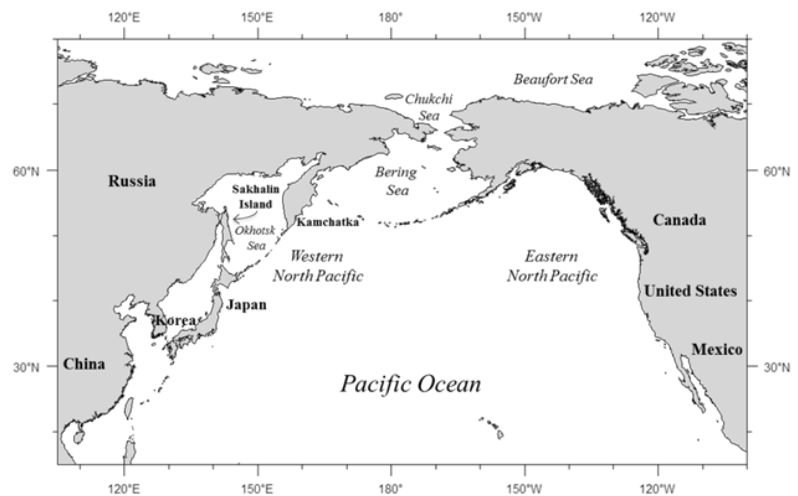 120°E 150°E 180° 150°W 120°W
Beaufort Sea
Chukchi
Sea
60°N
60°N
Russia
Bering
Sea
Sakhalin
Island
Kamchatka
Okhotsk
Sea
Canada
Western
North Pacific
Eastern
North Pacific
United States
Japan
Korea
Mexico
30°N
China
30°N
Pacific Ocean
120°E 150°E 180° 150°W 120°W